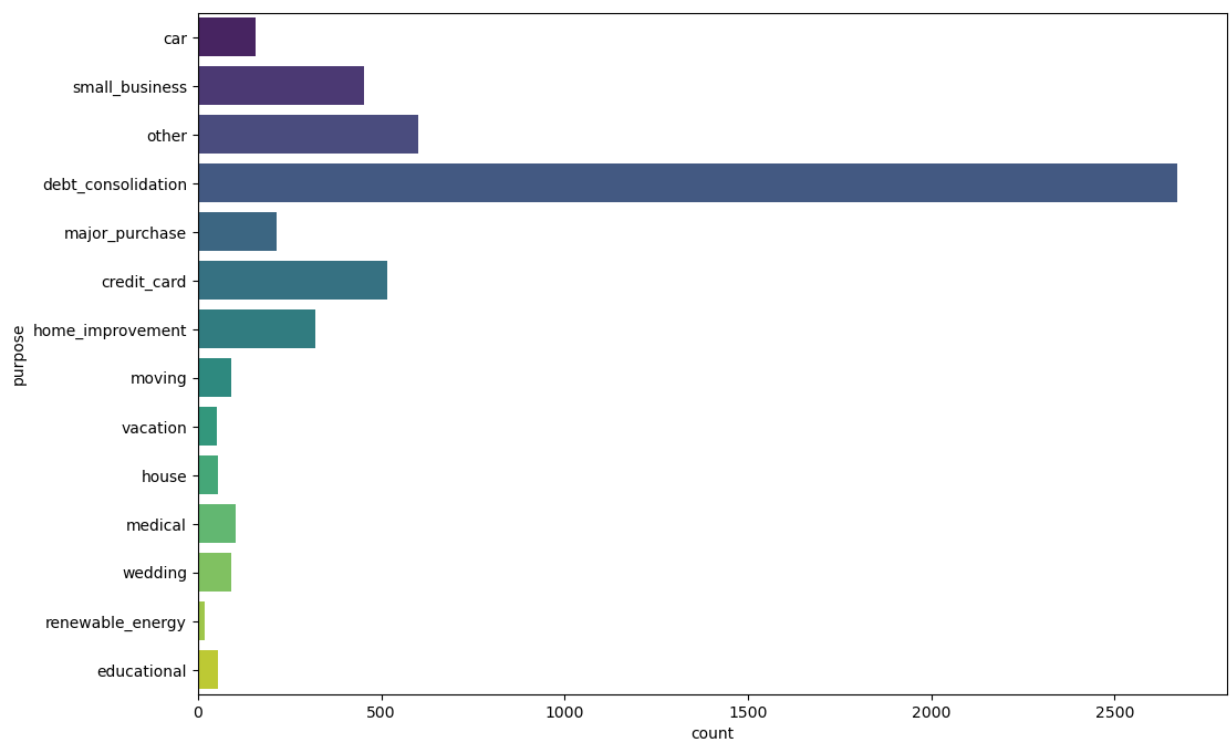 car
small_business
other
debt_consolidation
major_purchase
credit_card
home_improvement
moving
vacation
house
medical
wedding
renewable_energy
educational
purpose
0 500 1000 1500 2000 2500
count